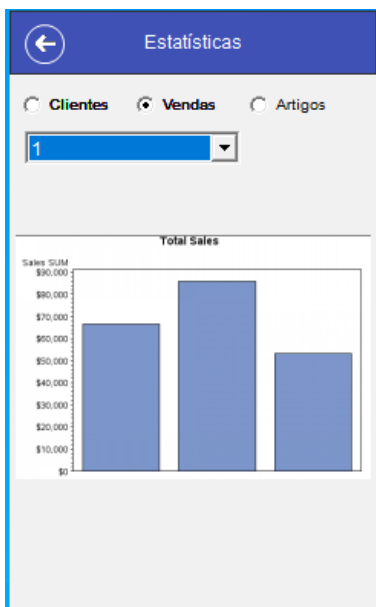 Estatísticas
Clientes Vendas Artigos
1
Total Sales
Sales SUM
$90,000
$80,000
$70,000
$60,000
$50,000
$40,000
$30,000
$20,000
$10,000
$0